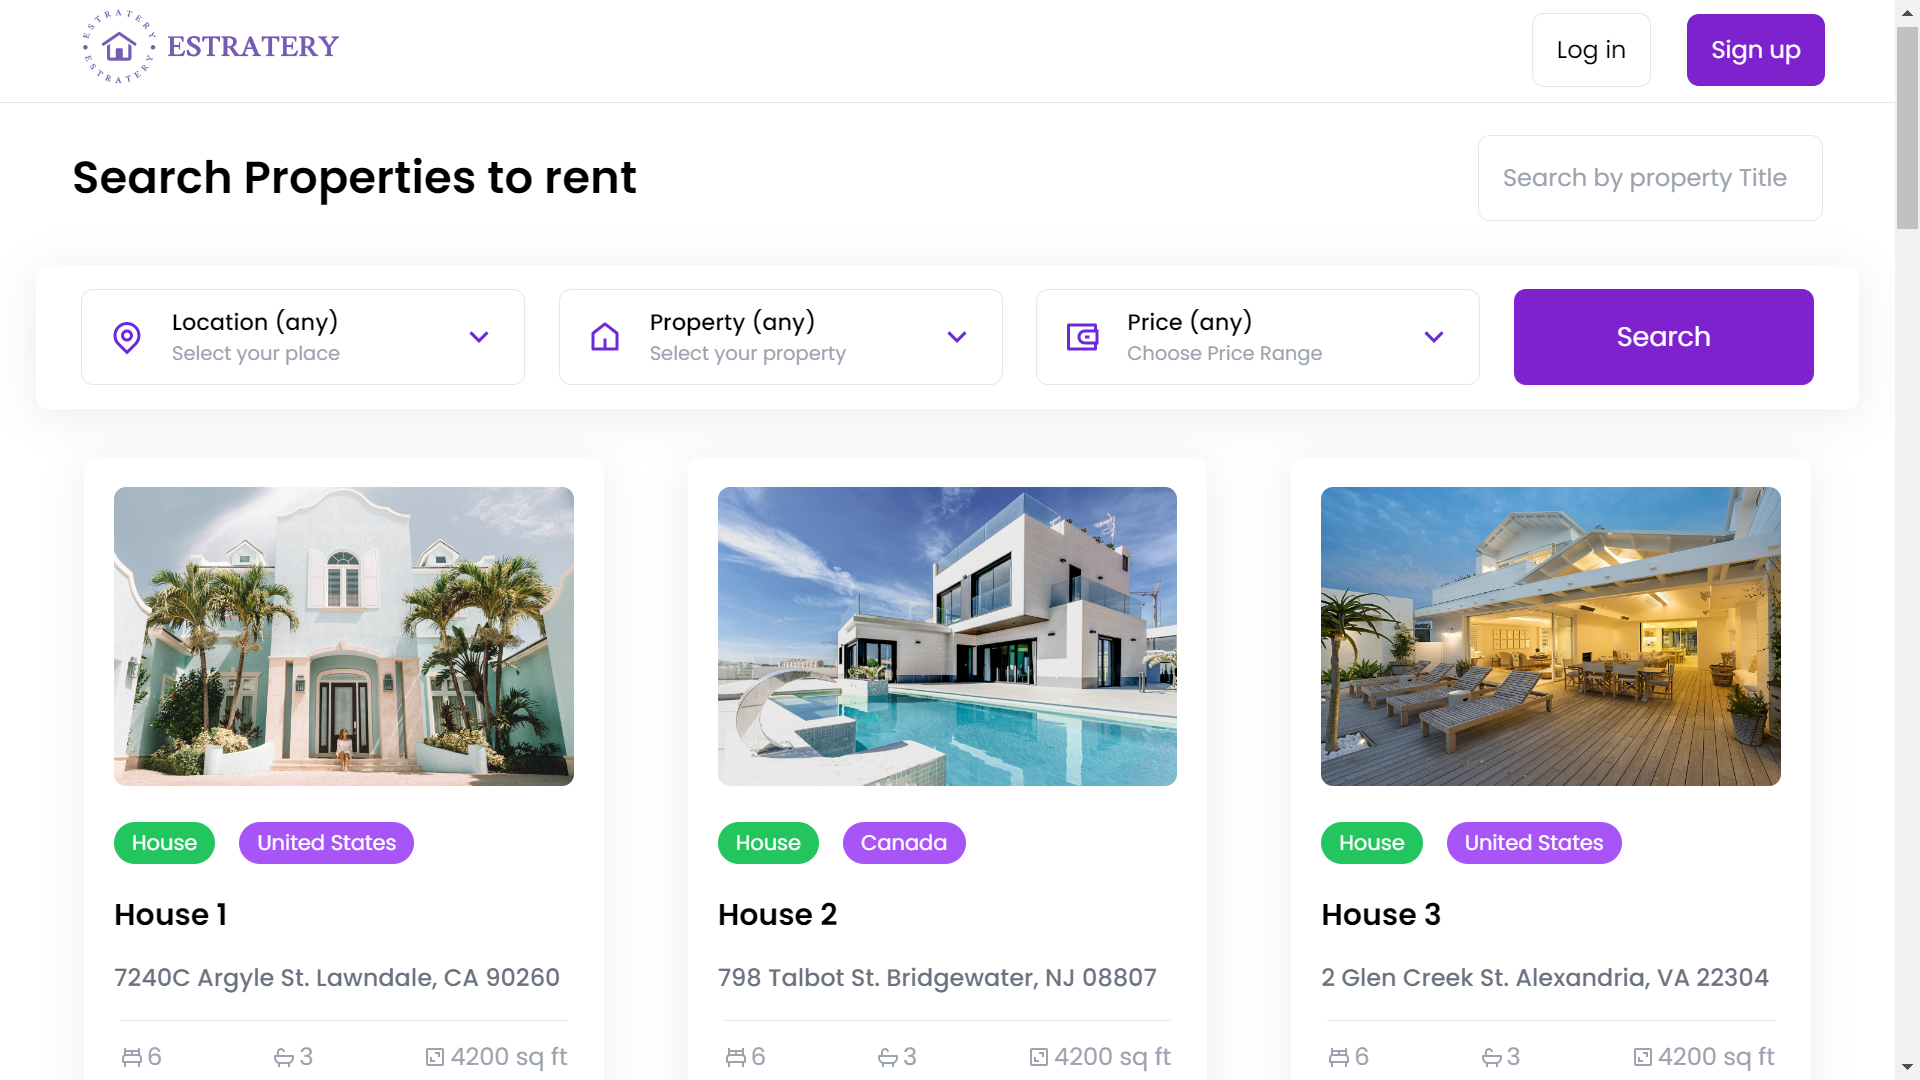 ESTRATERY
ESTRATERY
ESTRATERY
Log in
Sign up
Search Properties to rent
Search by property Title
Location (any)
Select your place
Property (any)
Select your property
Price (any)
Choose Price Range
Search
House
United States
House 1
7240C Argyle St. Lawndale, CA 90260
6
3
4200 sq ft
House
Canada
House 2
798 Talbot St. Bridgewater, NJ 08807
6
3
4200 sq ft
House
United States
House 3
2 Glen Creek St. Alexandria, VA 22304
6
3
4200 sq ft